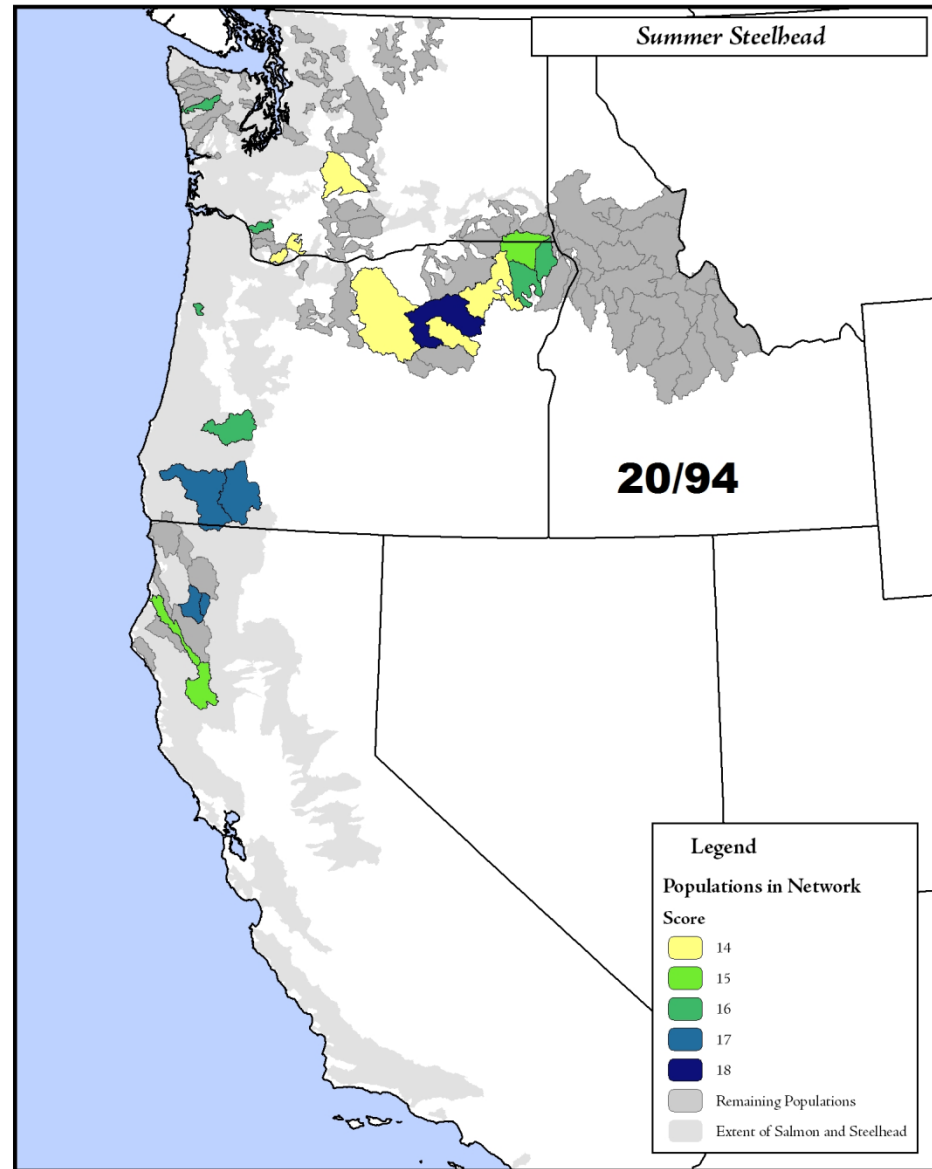 Summer Steelhead
20/94
Legend
Populations in Network
Score
14
15
16
17
18
Remaining Populations
Extent of Salmon and Steelhead